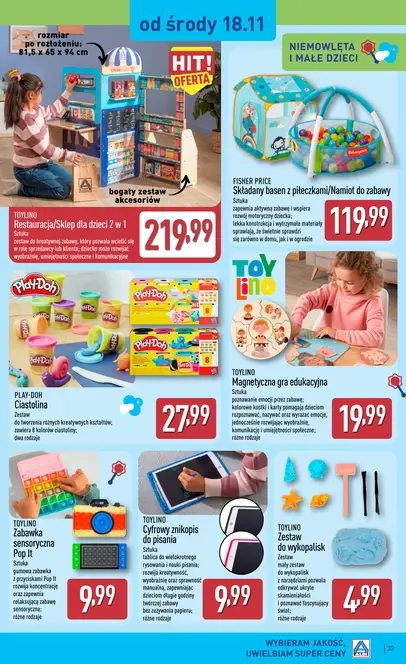 od środy 18.11
rozmiar
po rozłożeniu:
81,5 x 65 x 94 cm
HIT!
OFERTA
NIEMOWLĘTA
I MAŁE DZIECI
bogaty zestaw
akcesoriów
TOYLINO
Restauracja/Sklep dla dzieci 2 w 1
Sztuka
zestaw do kreatywnej zabawy, który pozwala wcielić się
w rolę sprzedawcy lub klienta; dziecko może rozwijać
wyobraźnię, umiejętności społeczne i komunikacyjne
219,99
FISHER PRICE
Składany basen z piłeczkami/Namiot do zabawy
Sztuka
zapewnia aktywną zabawę i wspiera
rozwój motoryczny dziecka;
lekka konstrukcja i wytrzymałe materiały
sprawiają, że świetnie sprawdzi
się zarówno w domu, jak i w ogrodzie
119,99
Play-Doh
Play-Doh
Play-Doh
PLAY-DOH
Ciastolina
Zestaw
do tworzenia różnych kreatywnych kształtów;
zawiera 8 kolorów ciastoliny;
dwa rodzaje
27,99
TOY
LINO
TOYLINO
Magnetyczna gra edukacyjna
Sztuka
poznawanie emocji przez zabawę;
kolorowe kostki i karty pomagają dzieciom
rozpoznawać, nazywać oraz wyrażać emocje,
jednocześnie rozwijając wyobraźnię,
komunikację i umiejętności społeczne;
różne rodzaje
19,99
TOYLINO
Zabawka
sensoryczna
Pop It
Sztuka
gumowa zabawka
z przyciskami Pop It
rozwija koncentrację
oraz zapewnia
relaksującą zabawę
sensoryczną;
różne rodzaje
9,99
TOYLINO
Cyfrowy znikopis
do pisania
Sztuka
tablica do wielokrotnego
rysowania i nauki pisania;
rozwija kreatywność,
wyobraźnię oraz sprawność
manualną, zapewniając
dzieciom długie godziny
twórczej zabawy
bez zużywania papieru;
różne rodzaje
9,99
TOYLINO
Zestaw
do wykopalisk
Zestaw
mały zestaw
do wykopalisk
z narzędziami pozwala
odkrywać ukryte
skamieniałości
i poznawać fascynujący
świat;
różne rodzaje
4,99
WYBIERAM JAKOŚĆ,
UWIELBIAM SUPER CENY
ALDI
33